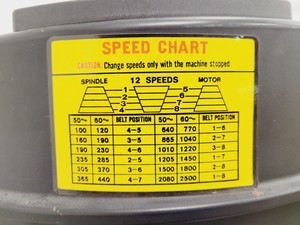 SPEED CHART
CAUTION: Change speeds only with the machine stopped
SPINDLE 12 SPEEDS MOTOR
1 5
2 6
3 7
4 8
50~ 60~ BELT POSITION 50~ 60~ BELT POSITION
100 120 4-5 640 770 1-6
160 190 3-5 865 1040 2-7
190 230 4-6 1010 1220 3-8
235 285 2-5 1205 1450 1-7
305 370 3-6 1500 1800 2-8
365 440 4-7 2080 2500 1-8